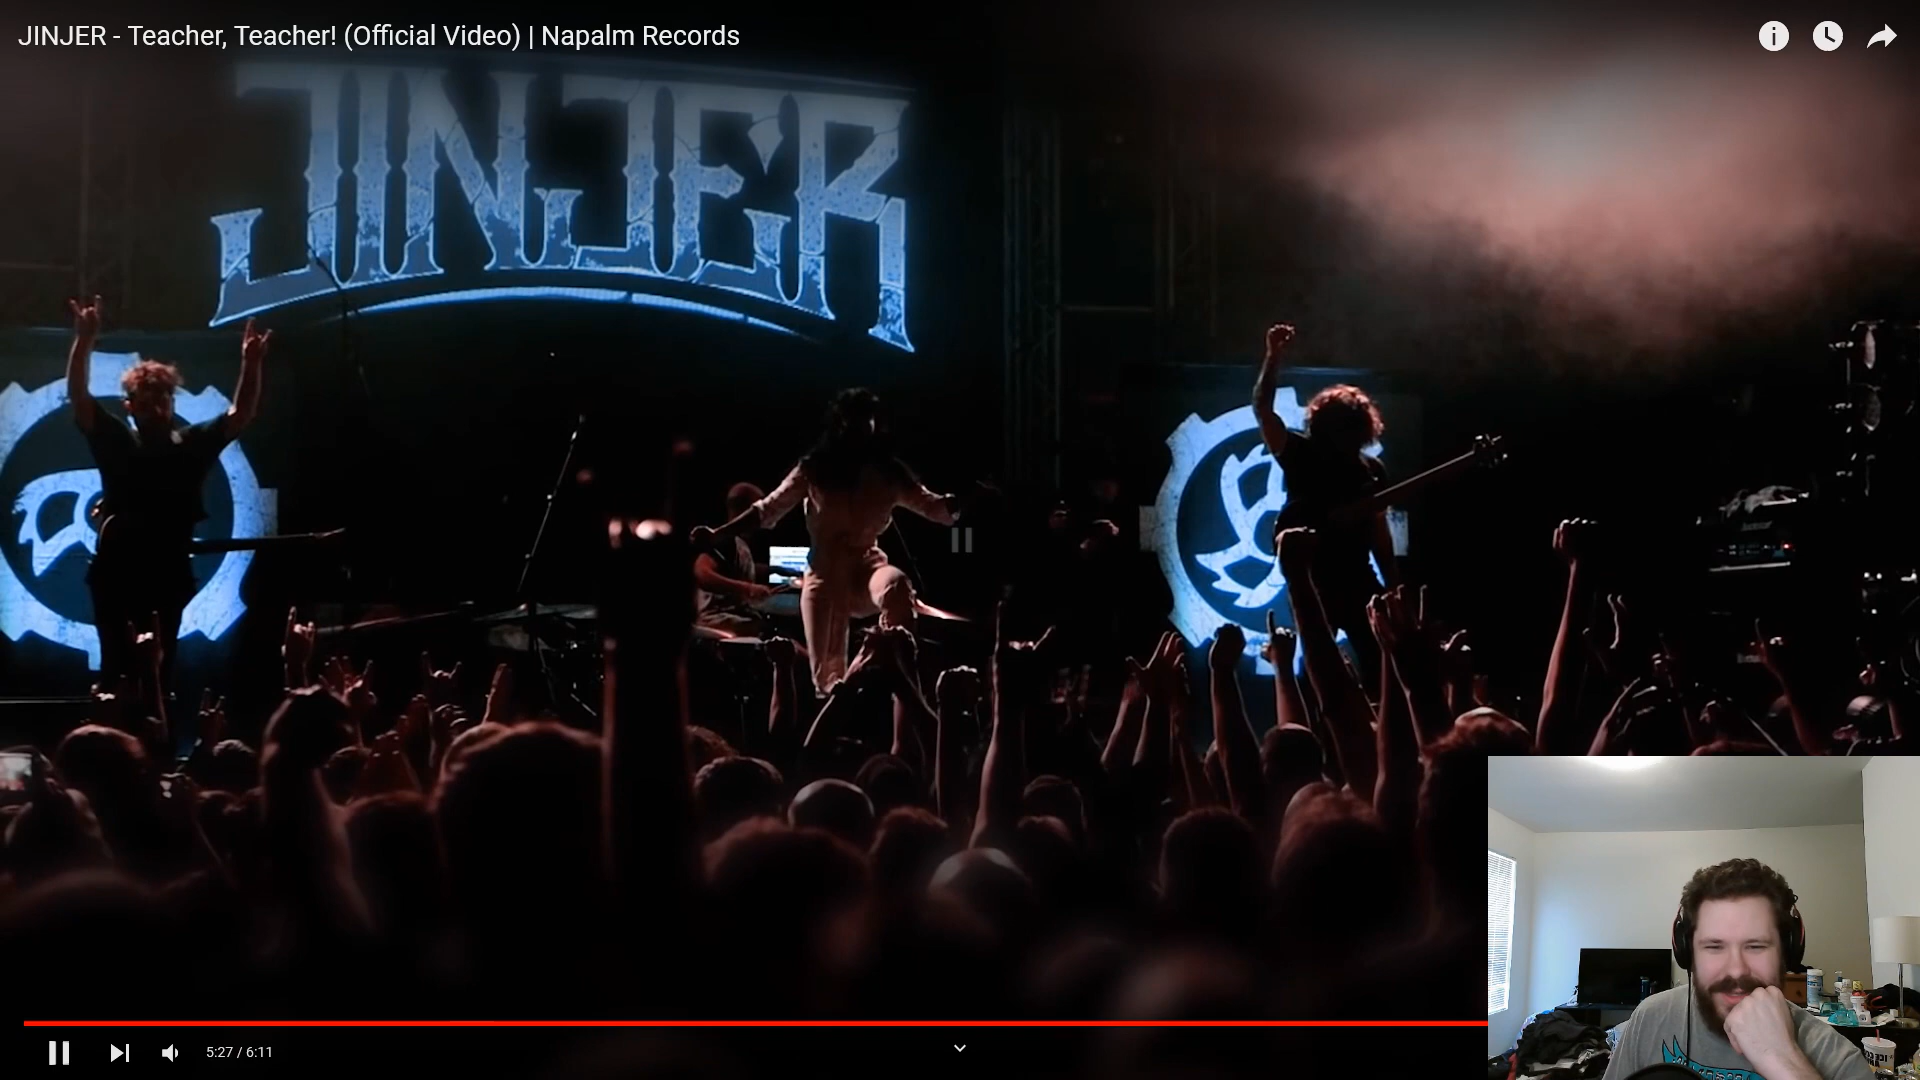 JINJER - Teacher, Teacher! (Official Video) | Napalm Records
JINJER
5:27 / 6:11